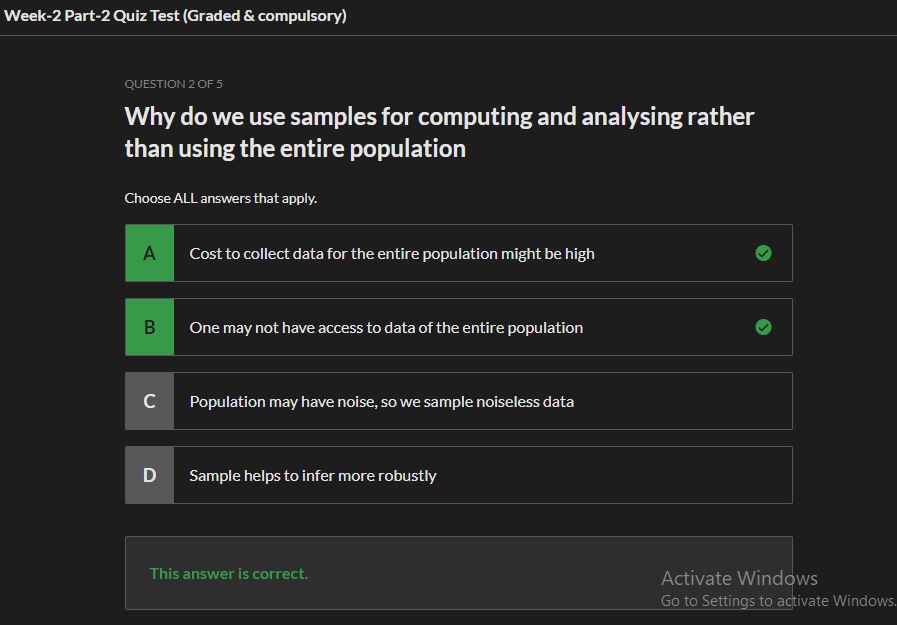 Week-2 Part-2 Quiz Test (Graded & compulsory)
QUESTION 2 OF 5
Why do we use samples for computing and analysing rather
than using the entire population
Choose ALL answers that apply.
A Cost to collect data for the entire population might be high
B One may not have access to data of the entire population
C Population may have noise, so we sample noiseless data
D Sample helps to infer more robustly
This answer is correct.
Activate Windows
Go to Settings to activate Windows.